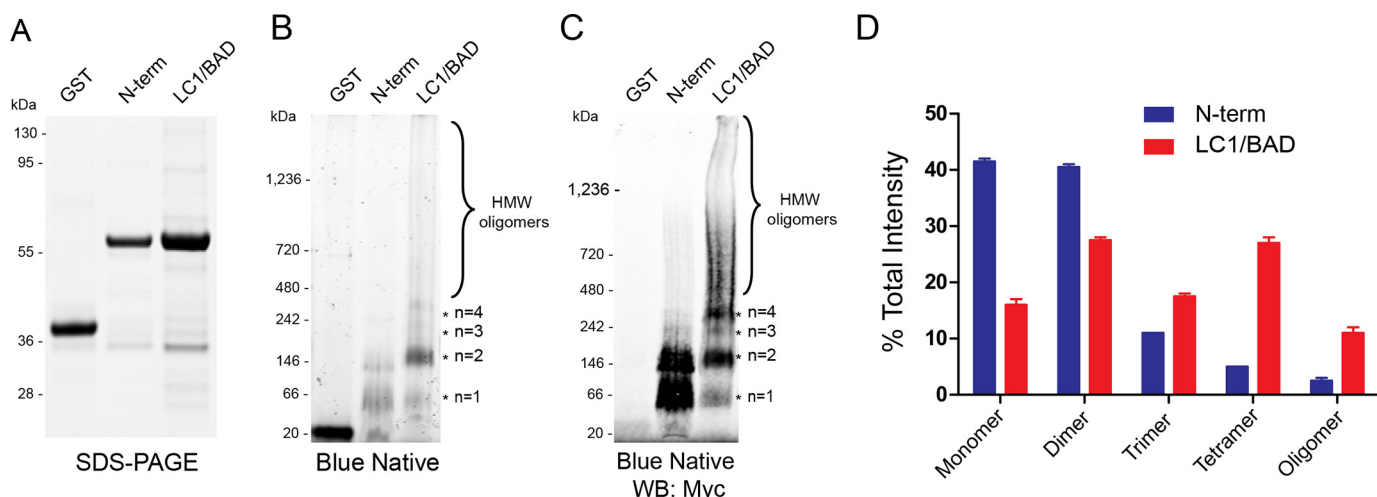 A
GST
N-term
LC1/BAD
kDa
130 -
95 -
55 -
36 -
28 -
SDS-PAGE
B
GST
N-term
LC1/BAD
kDa
1,236 -
720 -
480 -
242 -
146 -
66 -
20 -
HMW
oligomers
* n=4
* n=3
* n=2
* n=1
Blue Native
C
GST
N-term
LC1/BAD
kDa
1,236 -
720 -
480 -
242 -
146 -
66 -
20 -
HMW
oligomers
* n=4
* n=3
* n=2
* n=1
Blue Native
WB: Myc
D
N-term
LC1/BAD
% Total Intensity
50
40
30
20
10
0
Monomer
Dimer
Trimer
Tetramer
Oligomer